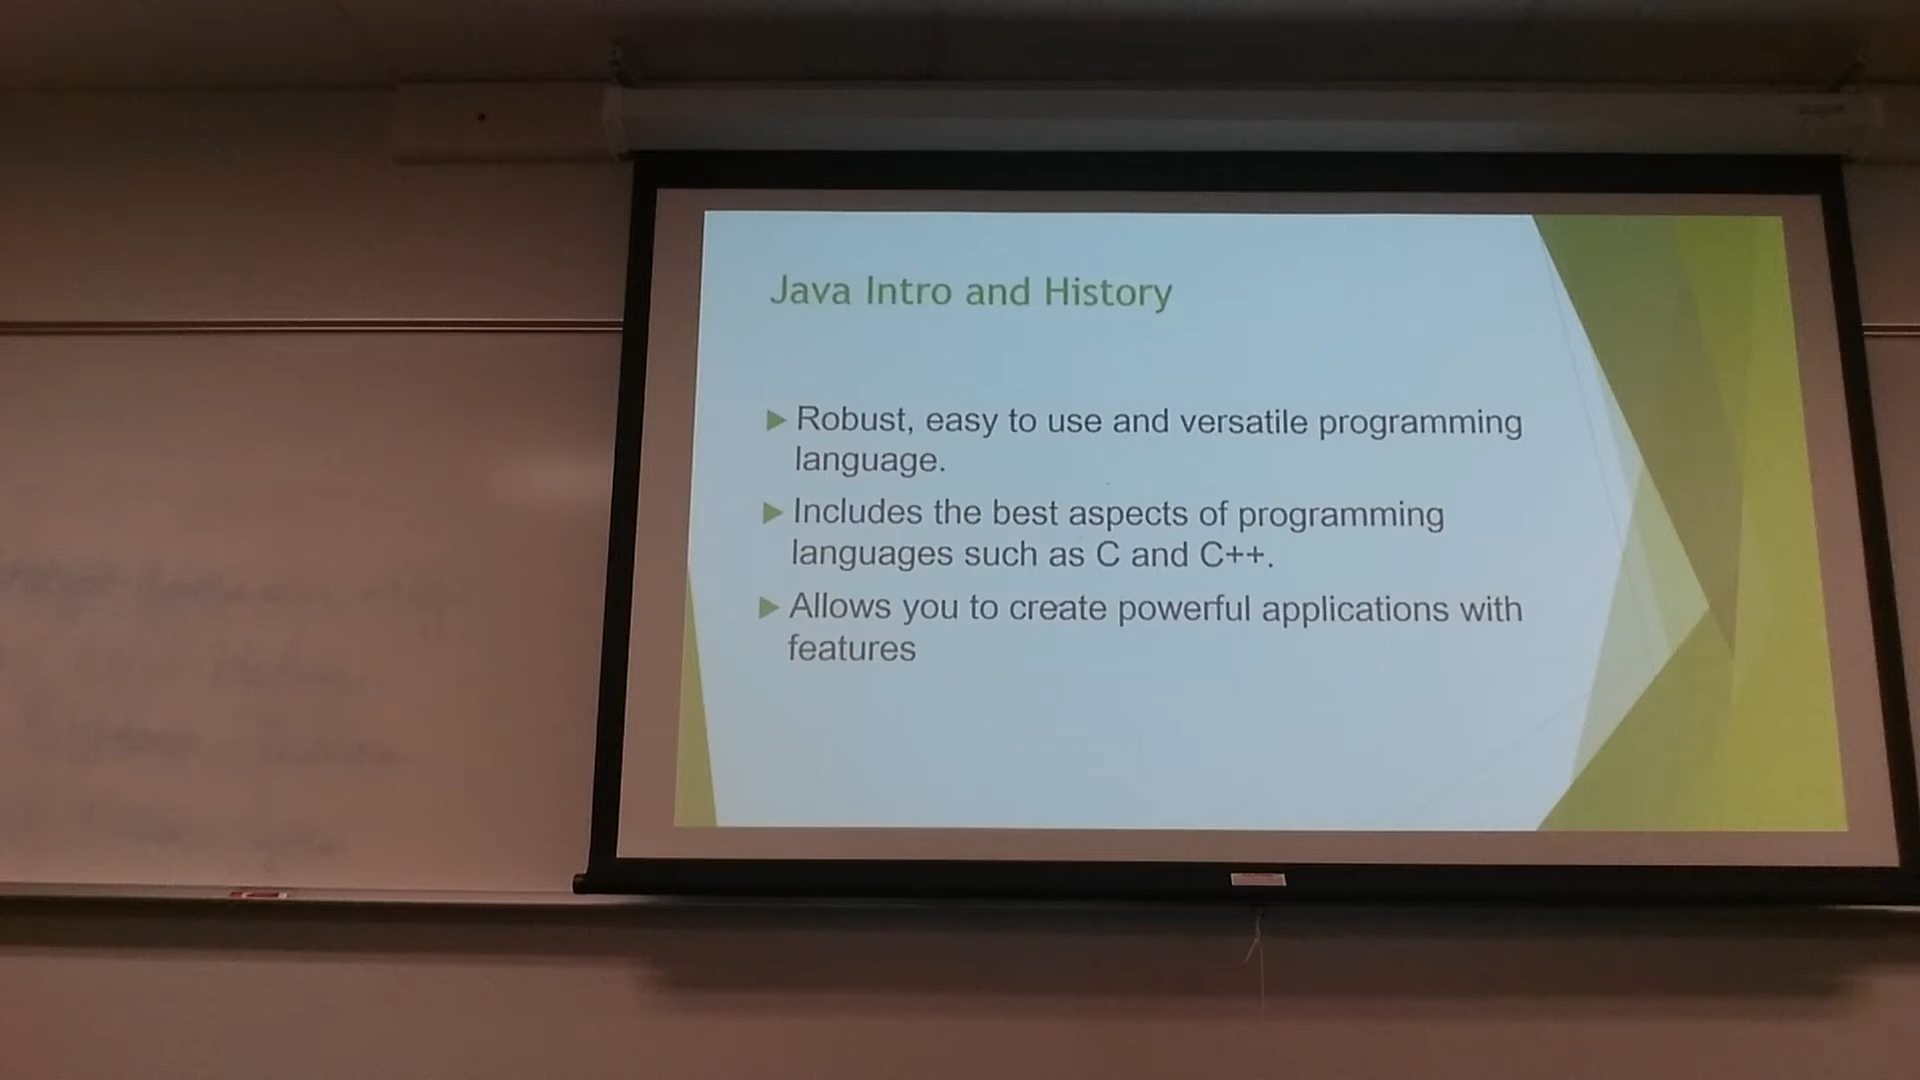 Java Intro and History
Robust, easy to use and versatile programming
language.
Includes the best aspects of programming
languages such as C and C++.
Allows you to create powerful applications with
features